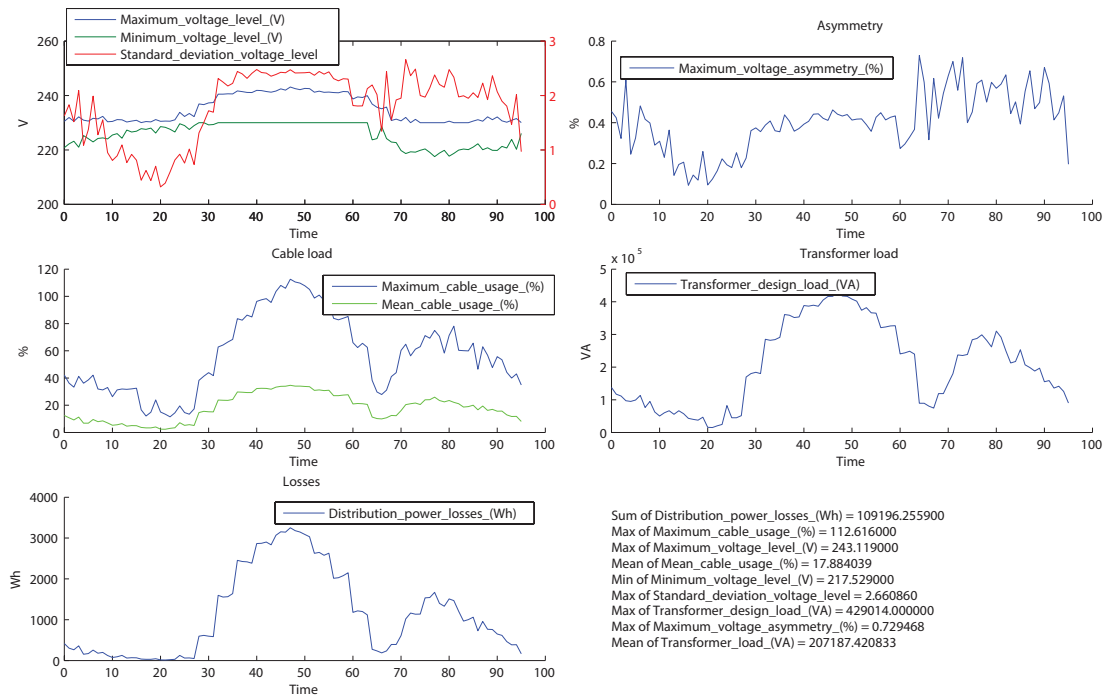 Maximum_voltage_level_(V)
Minimum_voltage_level_(V)
Standard_deviation_voltage_level
260
240
220
200
V
3
2
1
0
0 10 20 30 40 50 60 70 80 90 100
Time
Asymmetry
Maximum_voltage_asymmetry_(%)
0.8
0.6
0.4
0.2
0
%
0 10 20 30 40 50 60 70 80 90 100
Time
Cable load
Maximum_cable_usage_(%)
Mean_cable_usage_(%)
120
100
80
60
40
20
0
%
0 10 20 30 40 50 60 70 80 90 100
Time
Transformer load
x 10 5
Transformer_design_load_(VA)
5
4
3
2
1
0
VA
0 10 20 30 40 50 60 70 80 90 100
Time
Losses
Distribution_power_losses_(Wh)
4000
3000
2000
1000
0
Wh
0 10 20 30 40 50 60 70 80 90 100
Time
Sum of Distribution_power_losses_(Wh) = 109196.255900
Max of Maximum_cable_usage_(%) = 112.616000
Max of Maximum_voltage_level_(V) = 243.119000
Mean of Mean_cable_usage_(%) = 17.884039
Min of Minimum_voltage_level_(V) = 217.529000
Max of Standard_deviation_voltage_level = 2.660860
Max of Transformer_design_load_(VA) = 429014.000000
Max of Maximum_voltage_asymmetry_(%) = 0.729468
Mean of Transformer_load_(VA) = 207187.420833